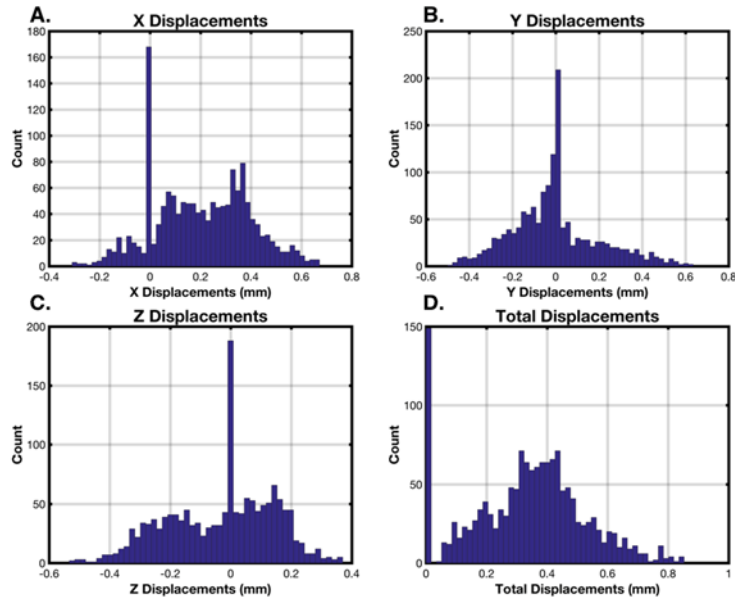 A.
X Displacements
180
160
140
120
100
80
60
40
20
0
Count
-0.4 -0.2 0 0.2 0.4 0.6 0.8
X Displacements (mm)
B.
Y Displacements
250
200
150
100
50
0
Count
-0.6 -0.4 -0.2 0 0.2 0.4 0.6 0.8
Y Displacements (mm)
C.
Z Displacements
200
150
100
50
0
Count
-0.6 -0.4 -0.2 0 0.2 0.4
Z Displacements (mm)
D.
Total Displacements
150
100
50
0
Count
0 0.2 0.4 0.6 0.8 1
Total Displacements (mm)